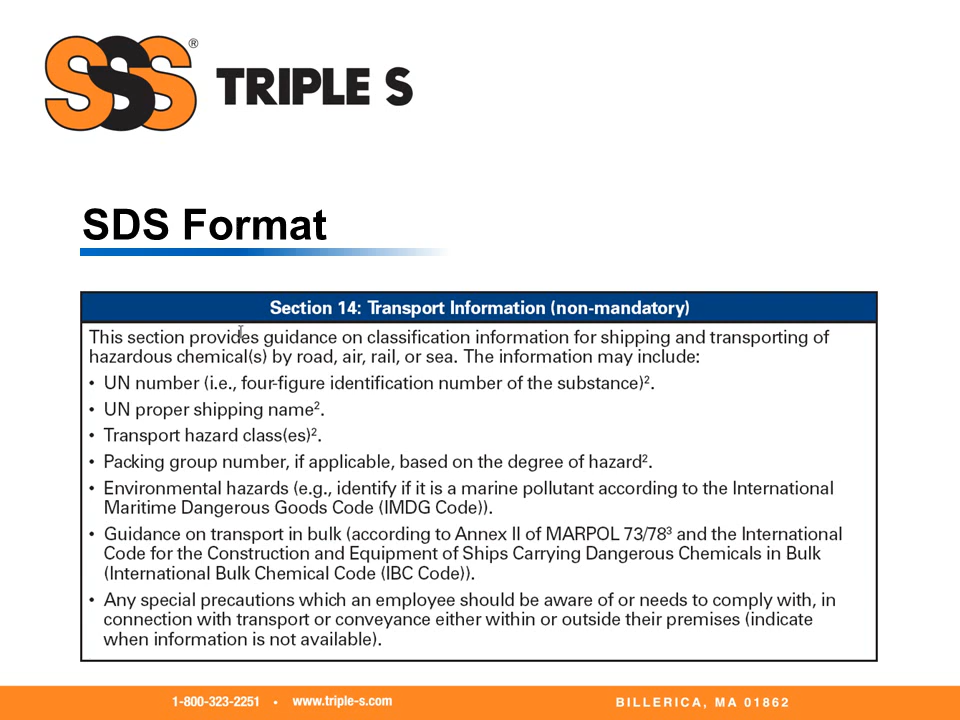 SSS®
TRIPLE S
SDS Format
Section 14: Transport Information (non-mandatory)
This section provides guidance on classification information for shipping and transporting of
hazardous chemical(s) by road, air, rail, or sea. The information may include:
• UN number (i.e., four-figure identification number of the substance)².
• UN proper shipping name².
• Transport hazard class(es)².
• Packing group number, if applicable, based on the degree of hazard².
• Environmental hazards (e.g., identify if it is a marine pollutant according to the International
Maritime Dangerous Goods Code (IMDG Code)).
• Guidance on transport in bulk (according to Annex II of MARPOL 73/78³ and the International
Code for the Construction and Equipment of Ships Carrying Dangerous Chemicals in Bulk
(International Bulk Chemical Code (IBC Code)).
• Any special precautions which an employee should be aware of or needs to comply with, in
connection with transport or conveyance either within or outside their premises (indicate
when information is not available).
1-800-323-2251 • www.triple-s.com BILLERICA, MA 01862